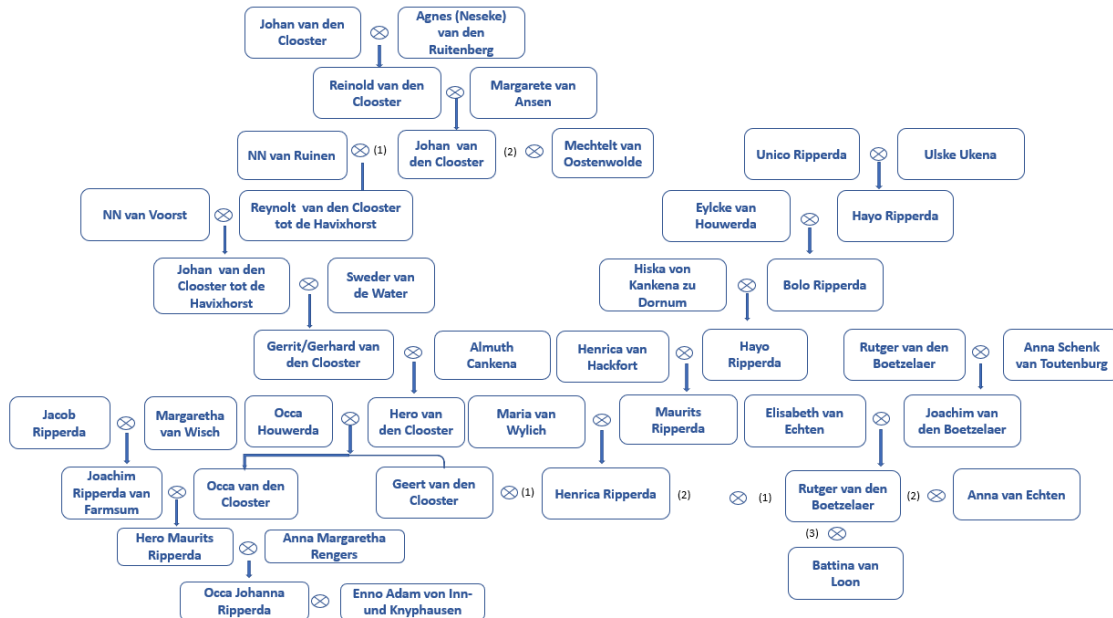 Johan van den
Clooster
Agnes (Neseke)
van den
Ruitenberg
Reinold van den
Clooster
Margarete van
Ansen
NN van Ruinen
(1)
Johan van
den Clooster
(2)
Mechtelt van
Oostenwolde
Unico Ripperda
Ulske Ukena
NN van Voorst
Reynolt van den Clooster
tot de Havixhorst
Eylcke van
Houwerda
Hayo Ripperda
Johan van den
Clooster tot de
Havixhorst
Sweder van
de Water
Hiska von
Kankena zu
Dornum
Bolo Ripperda
Gerrit/Gerhard van
den Clooster
Almuth
Cankena
Henrica van
Hackfort
Hayo
Ripperda
Rutger van den
Boetzelaer
Anna Schenk
van Toutenburg
Jacob
Ripperda
Margaretha
van Wisch
Occa
Houwerda
Hero van
den Clooster
Maria van
Wylich
Maurits
Ripperda
Elisabeth van
Echten
Joachim van
den Boetzelaer
Joachim
Ripperda van
Farmsum
Occa van den
Clooster
Geert van den
Clooster
(1)
Henrica Ripperda
(2)
(1)
Rutger van den
Boetzelaer
(2)
Anna van Echten
Hero Maurits
Ripperda
Anna Margaretha
Rengers
(3)
Battina van
Loon
Occa Johanna
Ripperda
Enno Adam von Inn-
und Knyphausen